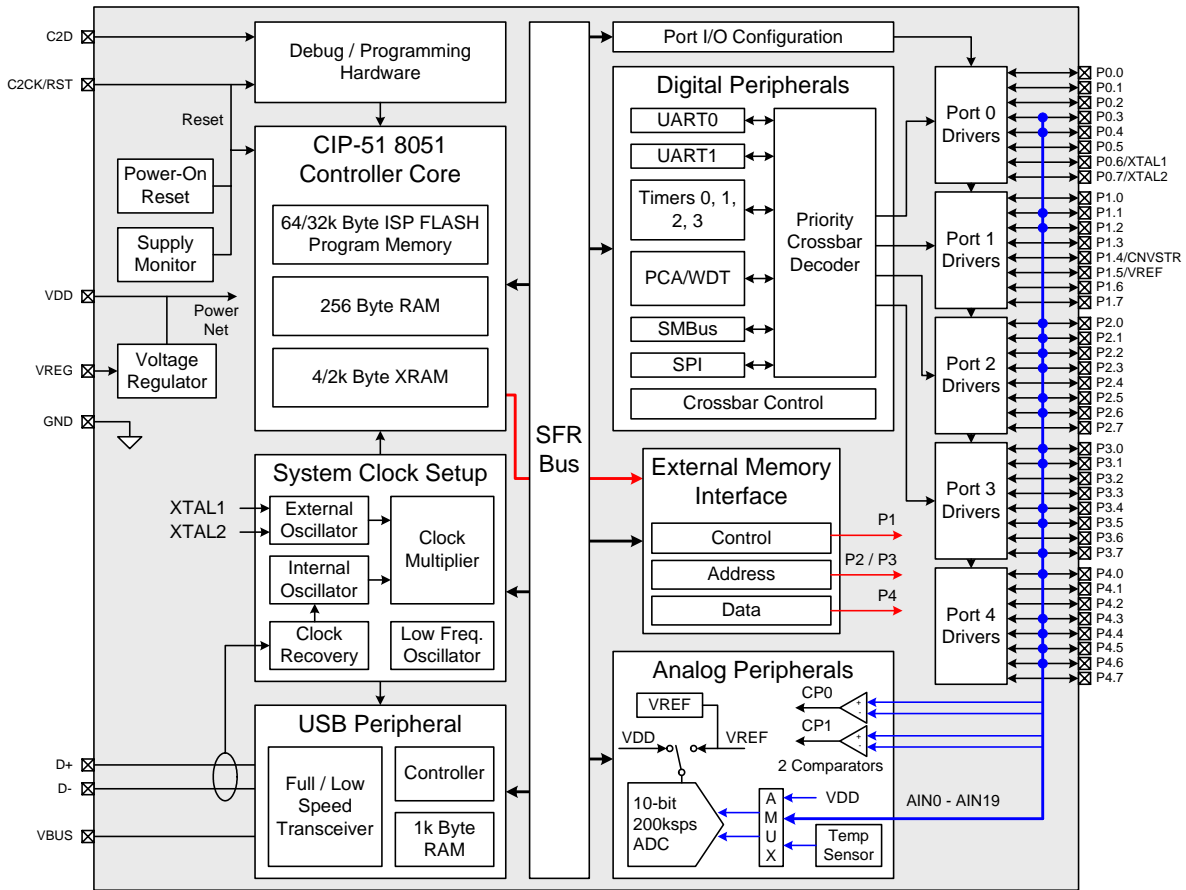 C2D
C2CK/RST
Debug / Programming
Hardware
Reset
Power-On
Reset
Supply
Monitor
VDD
Power
Net
VREG
Voltage
Regulator
GND
CIP-51 8051
Controller Core
64/32k Byte ISP FLASH
Program Memory
256 Byte RAM
4/2k Byte XRAM
System Clock Setup
XTAL1
XTAL2
External
Oscillator
Internal
Oscillator
Clock
Recovery
Clock
Multiplier
Low Freq.
Oscillator
USB Peripheral
D+
D-
VBUS
Full / Low
Speed
Transceiver
Controller
1k Byte
RAM
SFR
Bus
Port I/O Configuration
Digital Peripherals
UART0
UART1
Timers 0, 1,
2, 3
PCA/WDT
SMBus
SPI
Priority
Crossbar
Decoder
Crossbar Control
External Memory
Interface
Control
Address
Data
P1
P2 / P3
P4
Analog Peripherals
VREF
VDD
VREF
CP0
+
-
CP1
+
-
2 Comparators
10-bit
200ksps
ADC
A
M
U
X
VDD
Temp
Sensor
AIN0 - AIN19
Port 0
Drivers
Port 1
Drivers
Port 2
Drivers
Port 3
Drivers
Port 4
Drivers
P0.0
P0.1
P0.2
P0.3
P0.4
P0.5
P0.6/XTAL1
P0.7/XTAL2
P1.0
P1.1
P1.2
P1.3
P1.4/CNVSTR
P1.5/VREF
P1.6
P1.7
P2.0
P2.1
P2.2
P2.3
P2.4
P2.5
P2.6
P2.7
P3.0
P3.1
P3.2
P3.3
P3.4
P3.5
P3.6
P3.7
P4.0
P4.1
P4.2
P4.3
P4.4
P4.5
P4.6
P4.7